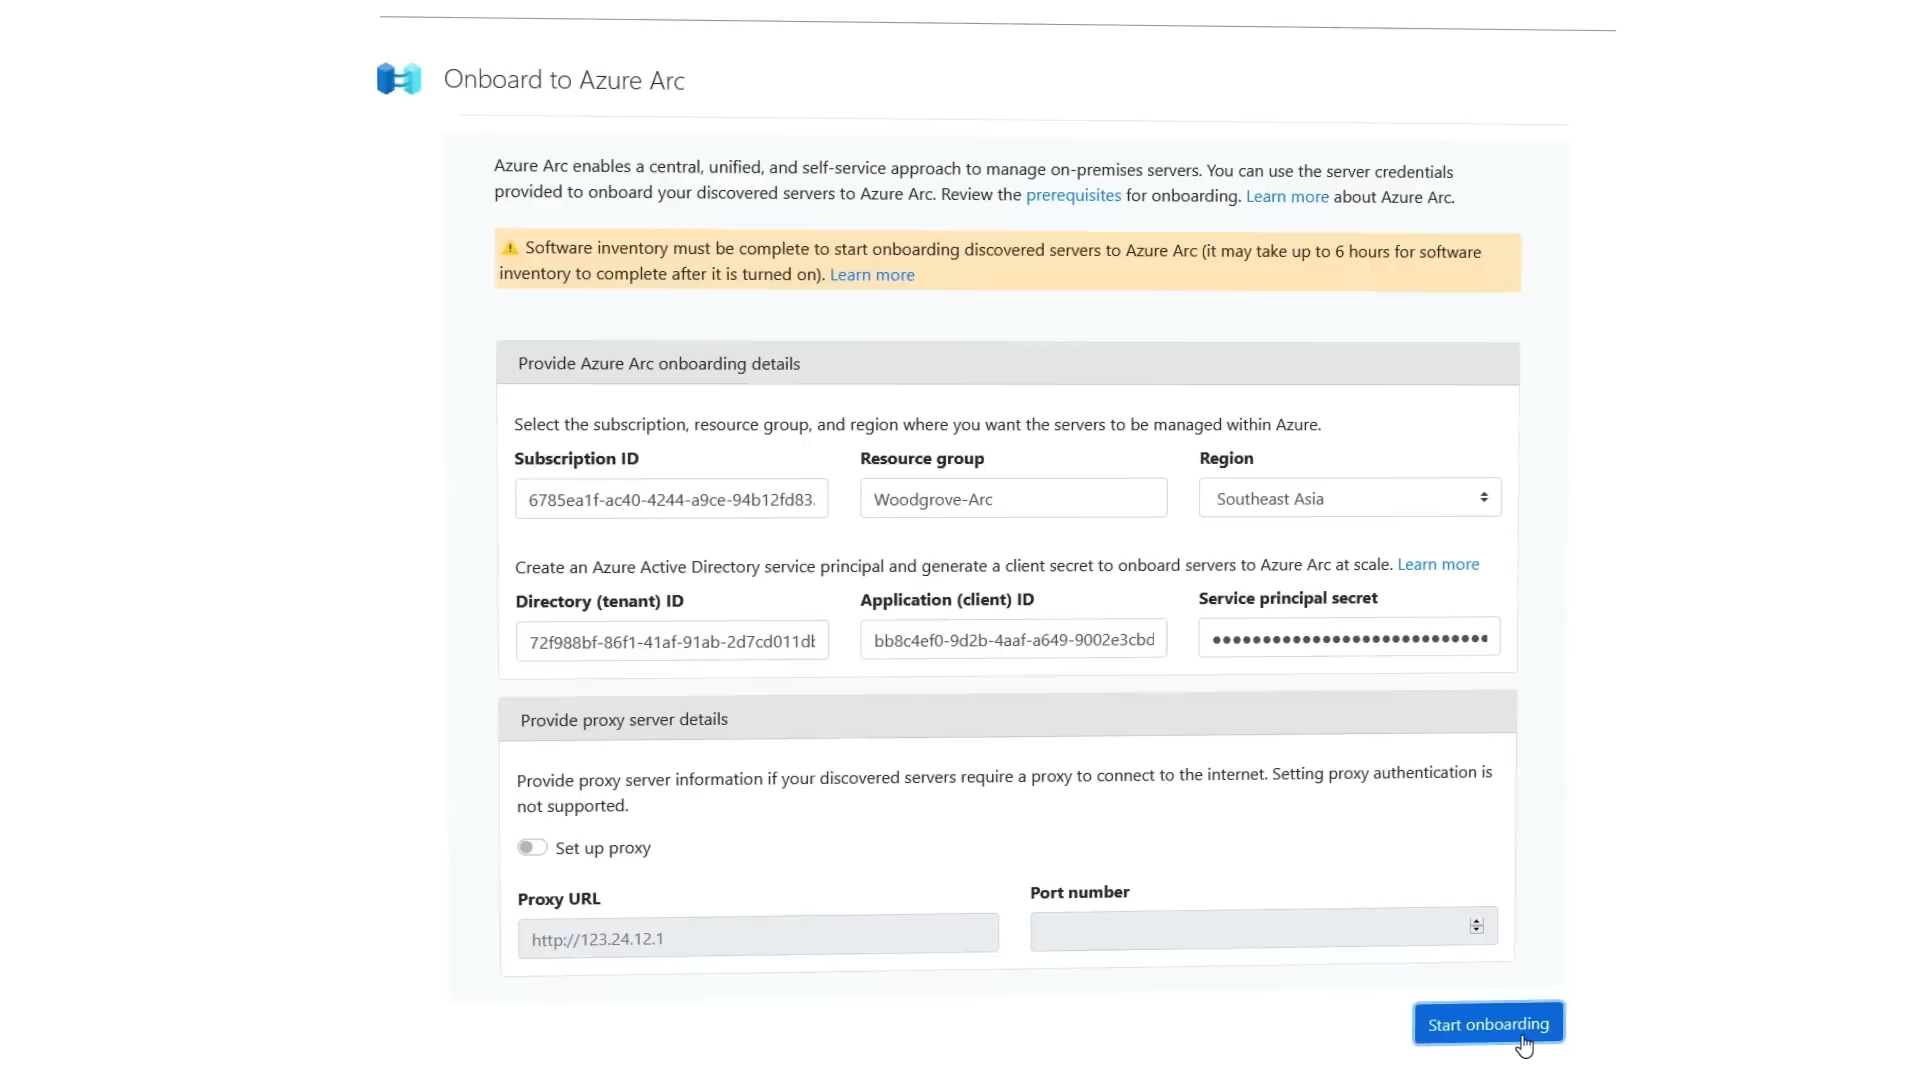 Onboard to Azure Arc
Azure Arc enables a central, unified, and self-service approach to manage on-premises servers. You can use the server credentials
provided to onboard your discovered servers to Azure Arc. Review the prerequisites for onboarding. Learn more about Azure Arc.
Software inventory must be complete to start onboarding discovered servers to Azure Arc (it may take up to 6 hours for software
inventory to complete after it is turned on). Learn more
Provide Azure Arc onboarding details
Select the subscription, resource group, and region where you want the servers to be managed within Azure.
Subscription ID Resource group Region
6785ea1f-ac40-4244-a9ce-94b12fd83. Woodgrove-Arc Southeast Asia
Create an Azure Active Directory service principal and generate a client secret to onboard servers to Azure Arc at scale. Learn more
Directory (tenant) ID Application (client) ID Service principal secret
72f988bf-86f1-41af-91ab-2d7cd011d bb8c4ef0-9d2b-4aaf-a649-9002e3cbd
Provide proxy server details
Provide proxy server information if your discovered servers require a proxy to connect to the internet. Setting proxy authentication is
not supported.
Set up proxy
Proxy URL Port number
http://123.24.12.1
Start onboarding